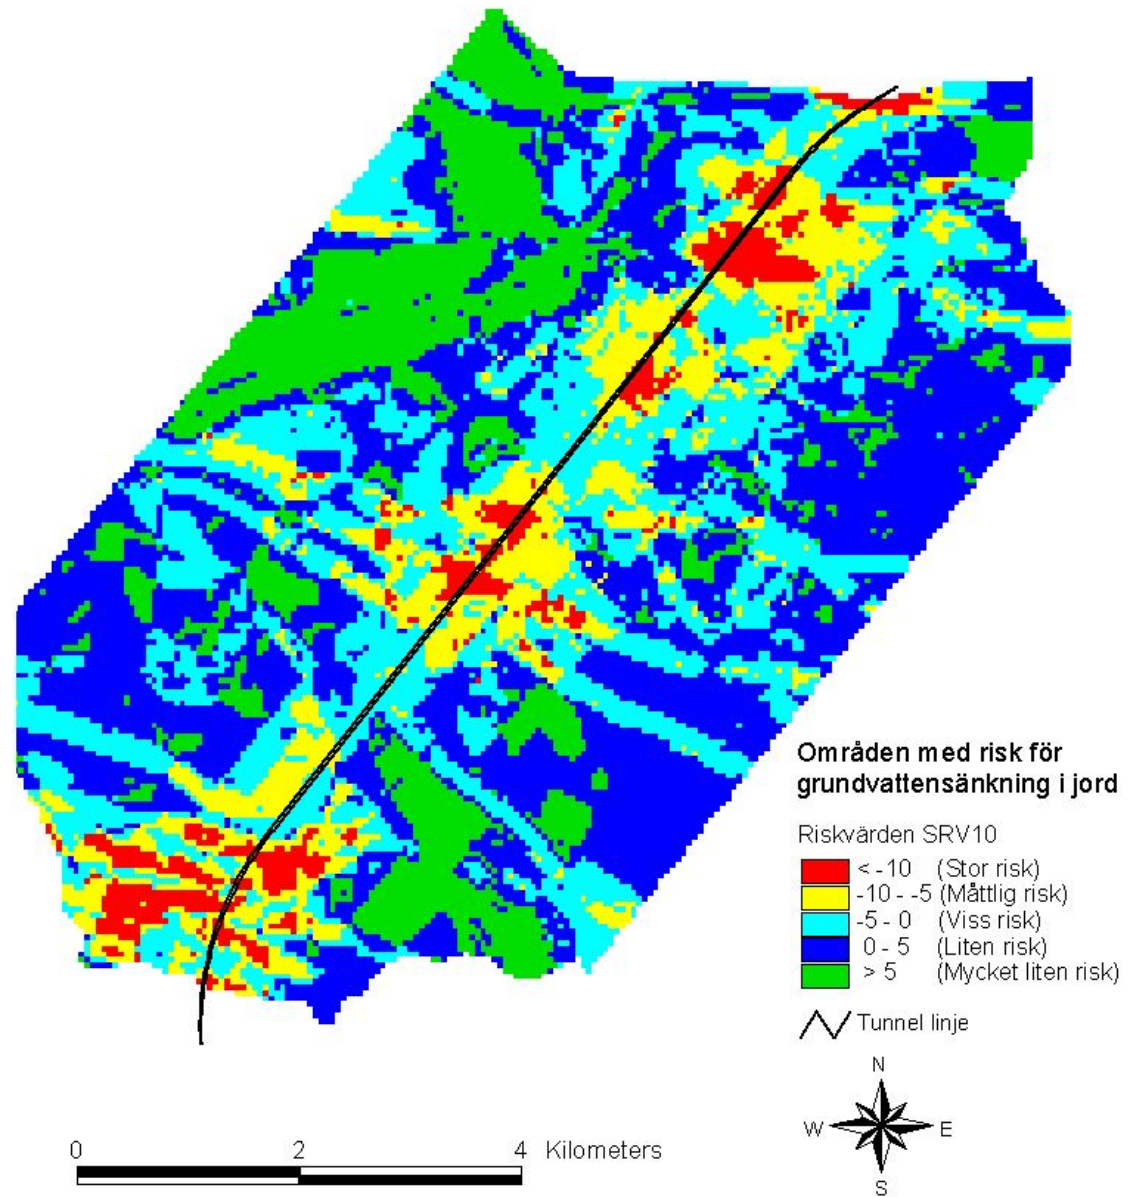 Områden med risk för
grundvattensänkning i jord
Riskvärden SRV10
< -10 (Stor risk)
-10 - -5 (Måttlig risk)
-5 - 0 (Viss risk)
0 - 5 (Liten risk)
> 5 (Mycket liten risk)
Tunnel linje
N
W E
S
0 2 4 Kilometers